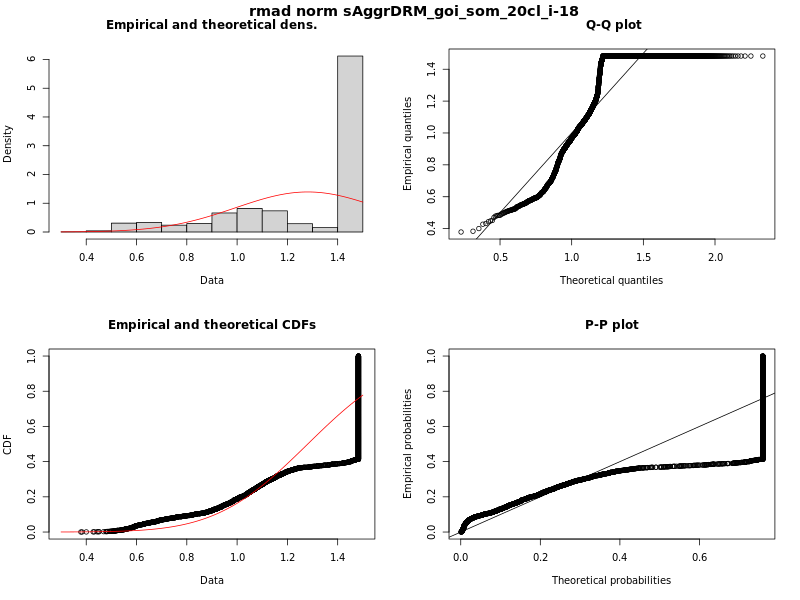 rmad norm sAggrDRM_goi_som_20cl_i-18
Empirical and theoretical dens.
Density
0 1 2 3 4 5 6
0.4 0.6 0.8 1.0 1.2 1.4
Data
Q-Q plot
Empirical quantiles
0.4 0.6 0.8 1.0 1.2 1.4
0.5 1.0 1.5 2.0
Theoretical quantiles
Empirical and theoretical CDFs
CDF
0.0 0.2 0.4 0.6 0.8 1.0
0.4 0.6 0.8 1.0 1.2 1.4
Data
P-P plot
Empirical probabilities
0.0 0.2 0.4 0.6 0.8 1.0
0.0 0.2 0.4 0.6
Theoretical probabilities